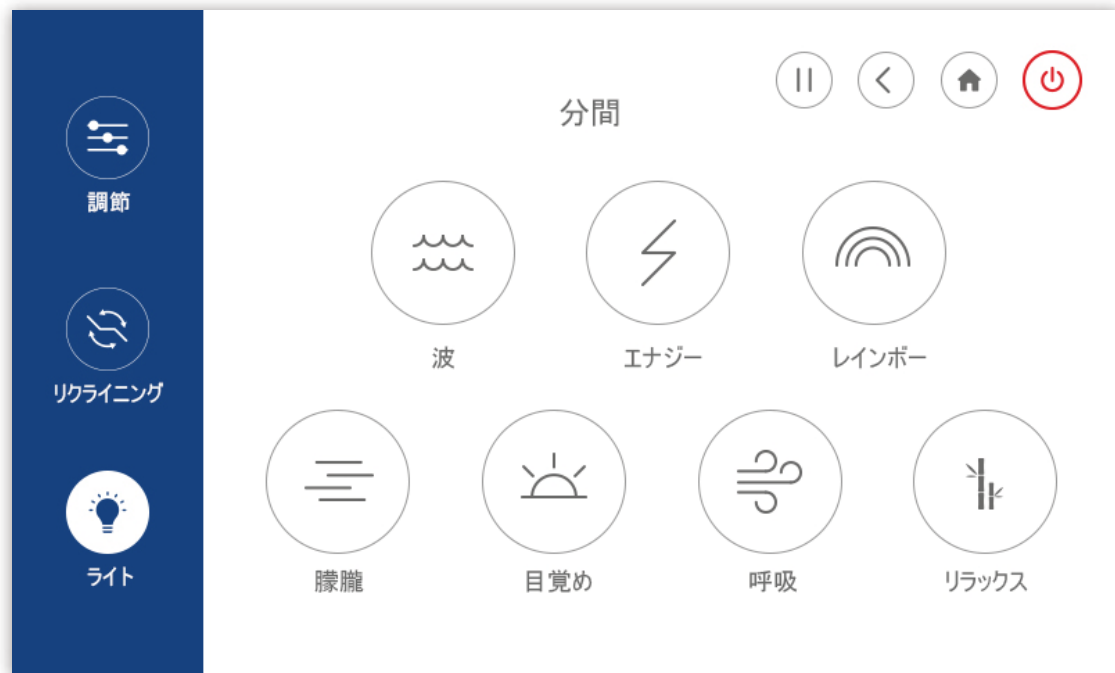 調節
リクライニング
ライト
分間
波
エナジー
レインボー
朦朧
目覚め
呼吸
リラックス